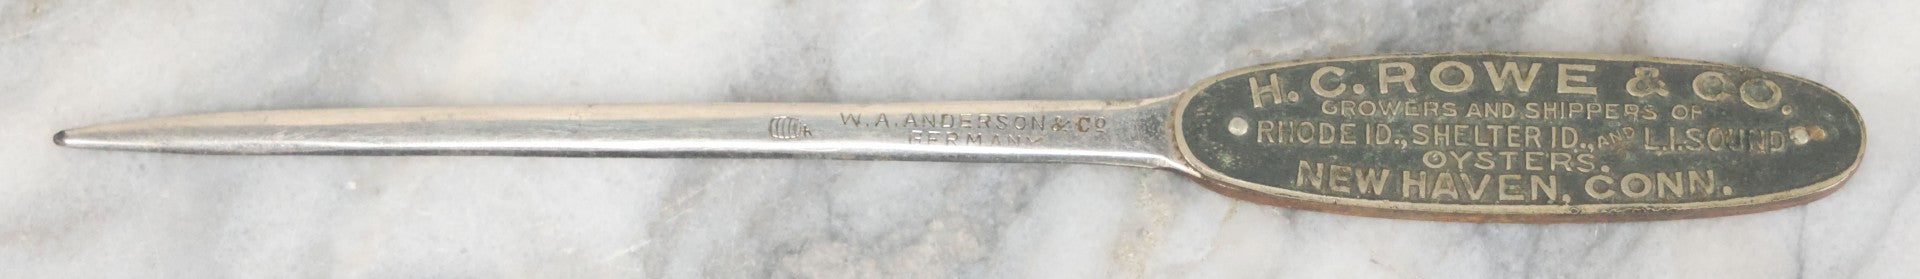 W. A. ANDERSON & Co
GERMANY
H. C. ROWE & CO.
GROWERS AND SHIPPERS OF
RHODE ID., SHELTER ID., AND L.I. SOUND
OYSTERS.
NEW HAVEN, CONN.